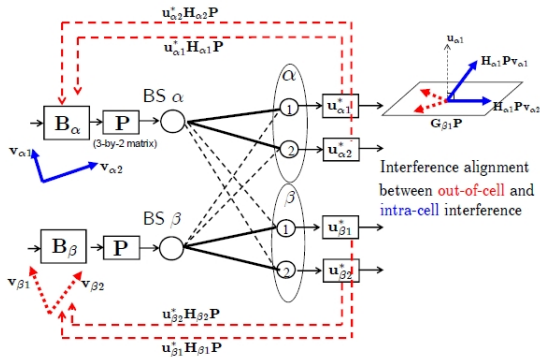 u*α2Hα2P
u*α1Hα1P
uα1
Hα1Pvα1
Hα1Pvα2
Gβ1P
BS α
α
Bα
P
(3-by-2 matrix)
1
u*α1
2
u*α2
vα1
vα2
Interference alignment
between out-of-cell and
intra-cell interference
BS β
β
Bβ
P
1
u*β1
2
u*β2
vβ1
vβ2
u*β2Hβ2P
u*β1Hβ1P